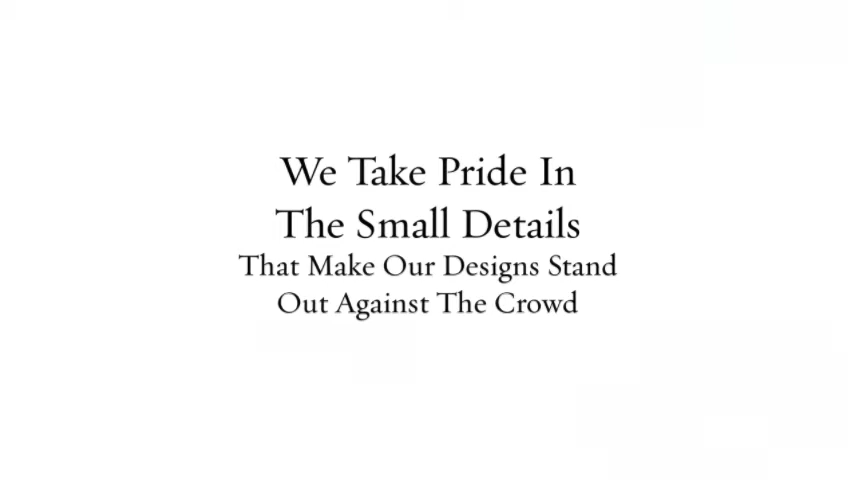 We Take Pride In
The Small Details
That Make Our Designs Stand
Out Against The Crowd